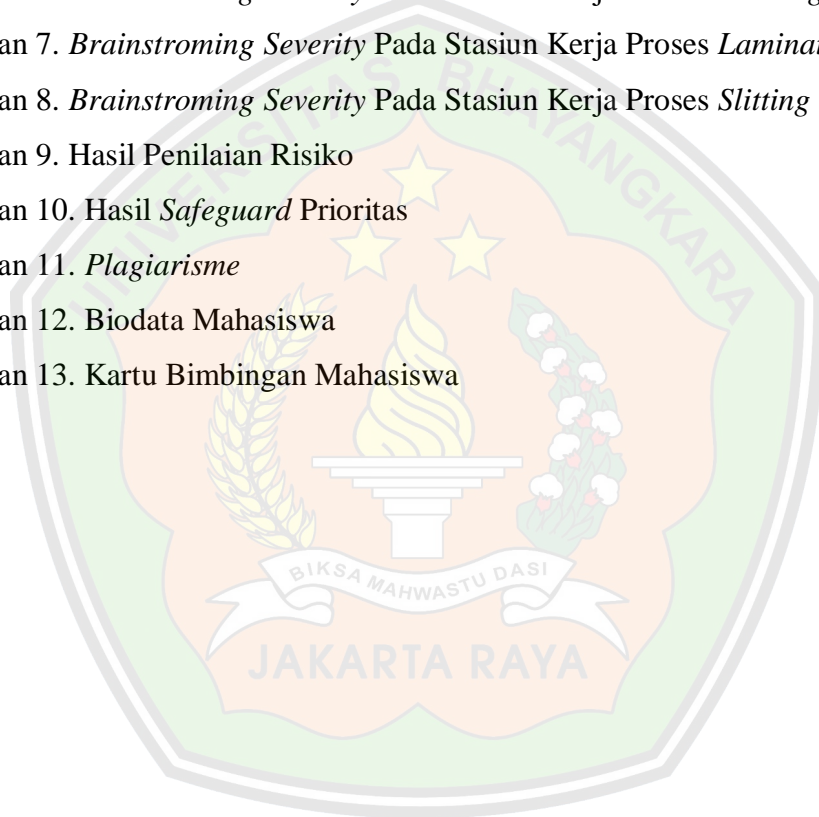 an 7. Brainstroming Severity Pada Stasiun Kerja Proses
an 8. Brainstroming Severity Pada Stasiun Kerja Proses Slitting
an 9. Hasil Penilaian Risiko
an 10. Hasil Safeguard Prioritas
an 11. Plagiarisme
an 12. Biodata Mahasiswa
an 13. Kartu Bimbingan Mahasiswa
UNIVERSITAS BHAYANGKARA
BIKSA MAHWASTU DASI
JAKARTA RAYA